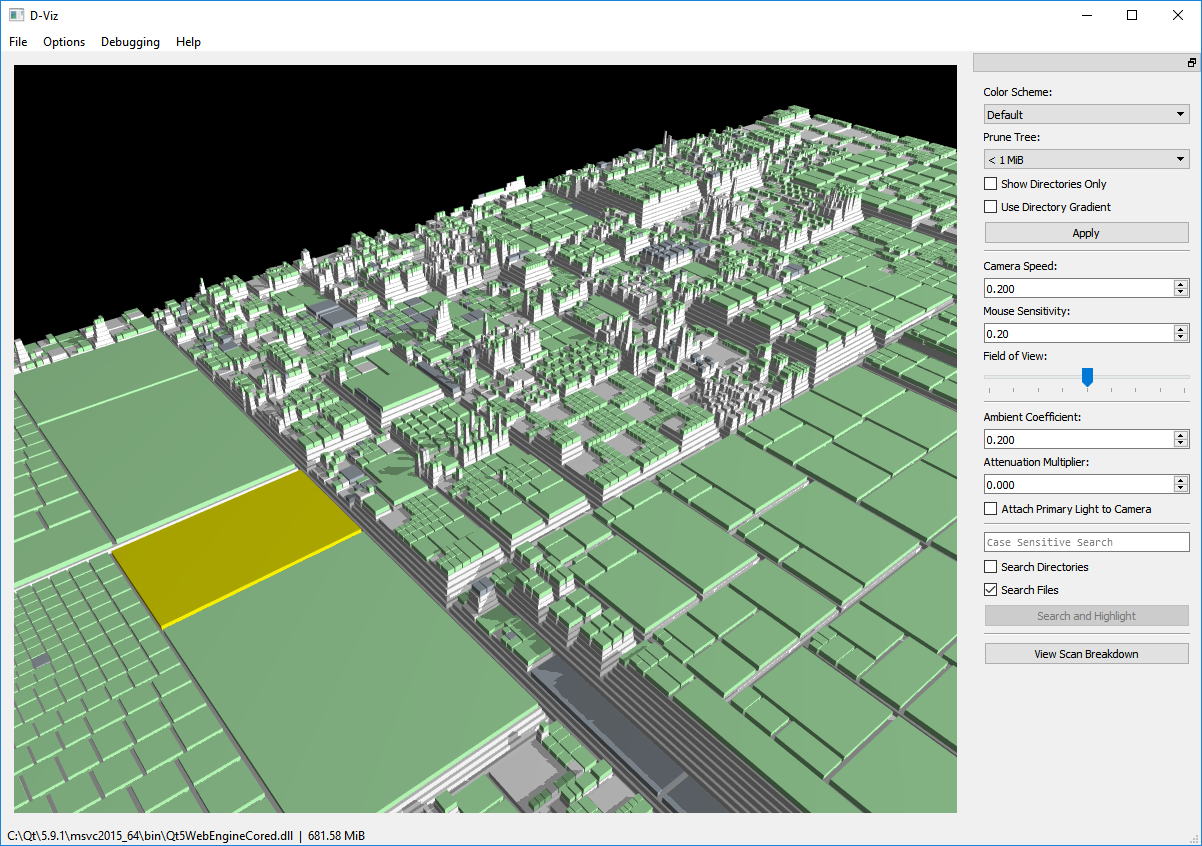 D-Viz
File Options Debugging Help
Color Scheme:
Default
Prune Tree:
< 1 MiB
Show Directories Only
Use Directory Gradient
Apply
Camera Speed:
0.200
Mouse Sensitivity:
0.20
Field of View:
Ambient Coefficient:
0.200
Attenuation Multiplier:
0.000
Attach Primary Light to Camera
Case Sensitive Search
Search Directories
Search Files
Search and Highlight
View Scan Breakdown
C:\Qt\5.9.1\msvc2015_64\bin\Qt5WebEngineCored.dll | 681.58 MiB